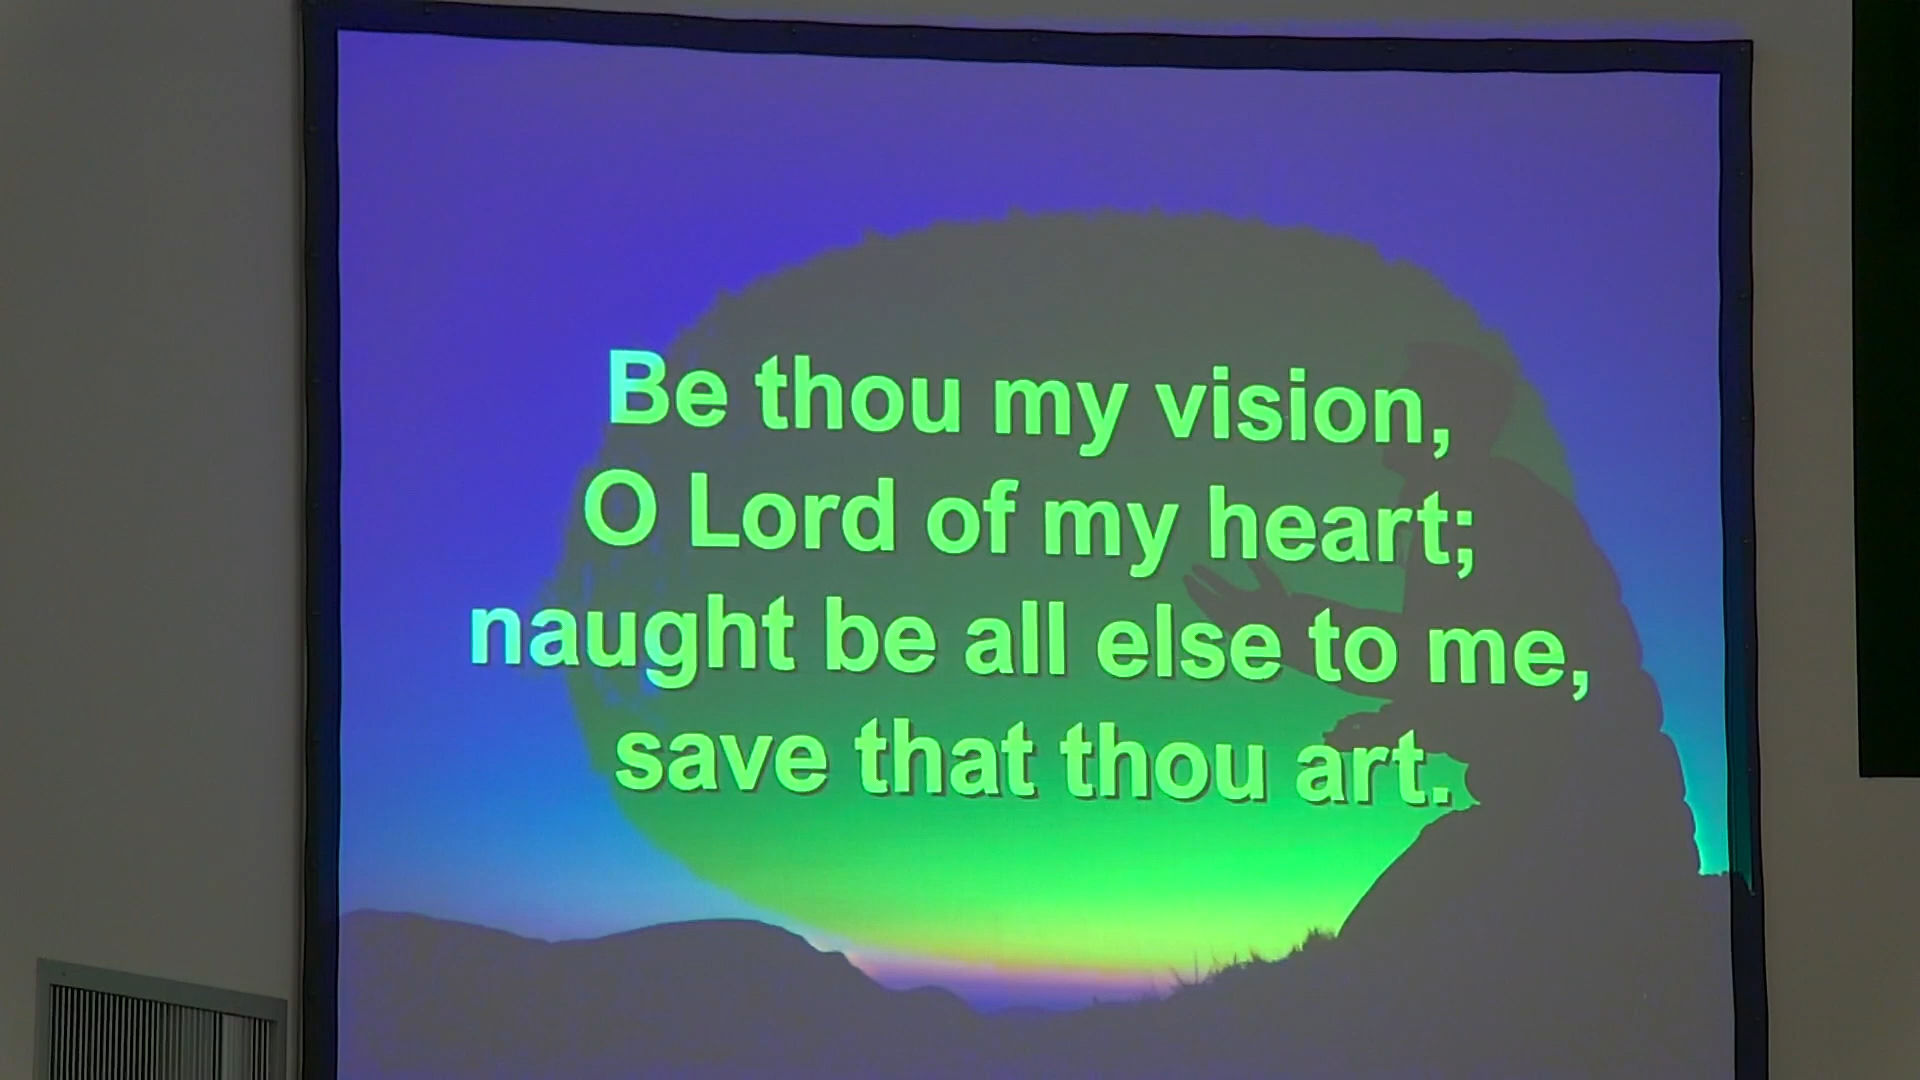 Be thou my vision,
O Lord of my heart;
naught be all else to me,
save that thou art.